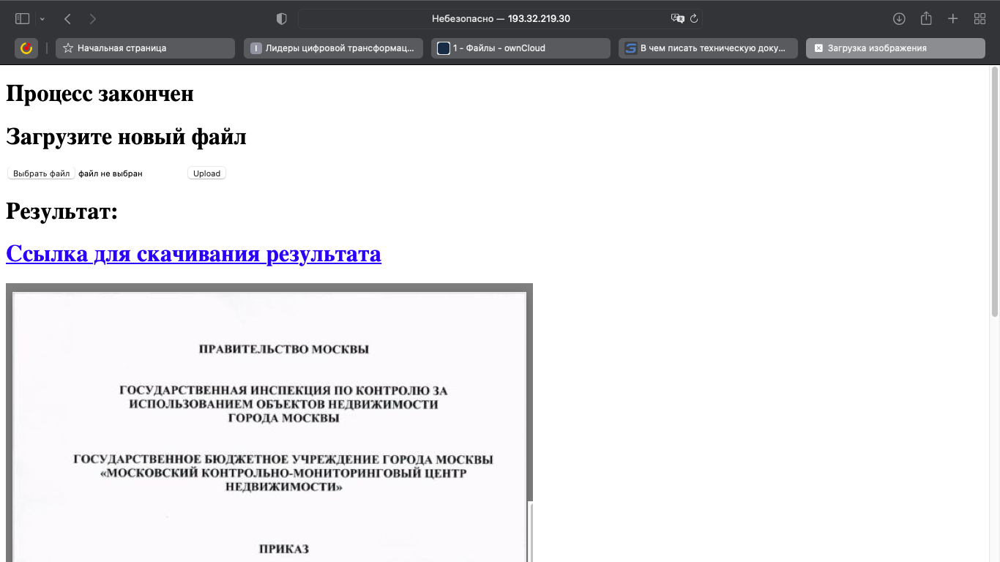 Небезопасно — 193.32.219.30
Начальная страница
Лидеры цифровой трансформац...
1 - Файлы - ownCloud
В чем писать техническую доку...
Загрузка изображения
Процесс закончен
Загрузите новый файл
Выбрать файл файл не выбран Upload
Результат:
Ссылка для скачивания результата
ПРАВИТЕЛЬСТВО МОСКВЫ
ГОСУДАРСТВЕННАЯ ИНСПЕКЦИЯ ПО КОНТРОЛЮ ЗА
ИСПОЛЬЗОВАНИЕМ ОБЪЕКТОВ НЕДВИЖИМОСТИ
ГОРОДА МОСКВЫ
ГОСУДАРСТВЕННОЕ БЮДЖЕТНОЕ УЧРЕЖДЕНИЕ ГОРОДА МОСКВЫ
«МОСКОВСКИЙ КОНТРОЛЬНО-МОНИТОРИНГОВЫЙ ЦЕНТР
НЕДВИЖИМОСТИ»
ПРИКАЗ